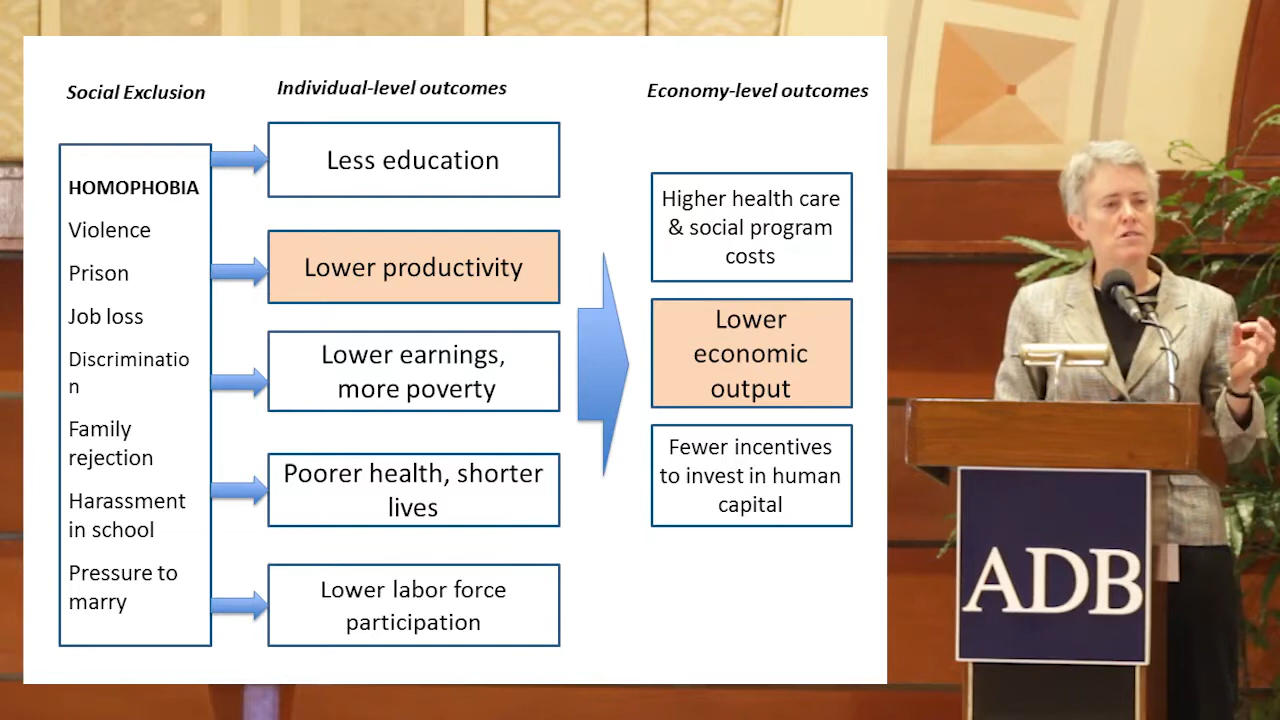 Social Exclusion
Individual-level outcomes
Economy-level outcomes
HOMOPHOBIA
Violence
Prison
Job loss
Discriminatio
n
Family
rejection
Harassment
in school
Pressure to
marry
Less education
Lower productivity
Lower earnings,
more poverty
Poorer health, shorter
lives
Lower labor force
participation
Higher health care
& social program
costs
Lower
economic
output
Fewer incentives
to invest in human
capital
ADB